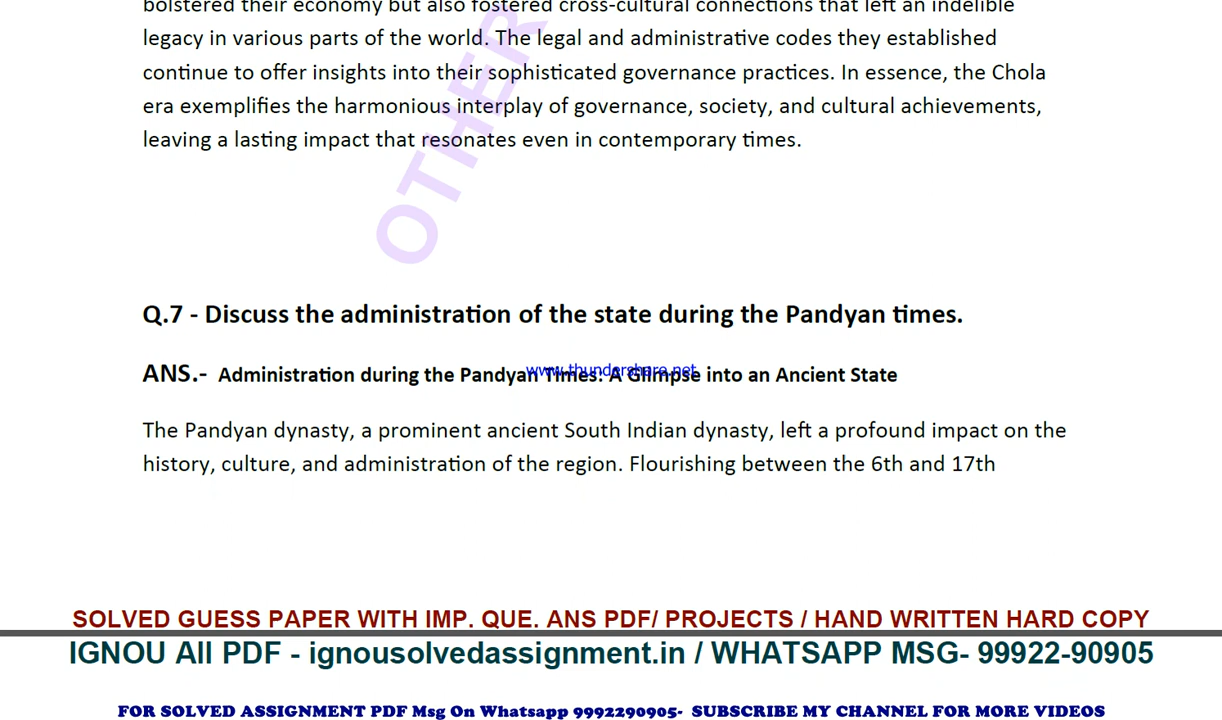 bolstered their economy but also fostered cross-cultural connections that left an indelible
legacy in various parts of the world. The legal and administrative codes they established
continue to offer insights into their sophisticated governance practices. In essence, the Chola
era exemplifies the harmonious interplay of governance, society, and cultural achievements,
leaving a lasting impact that resonates even in contemporary times.
OTHER
Q.7 - Discuss the administration of the state during the Pandyan times.
www.thundershare.net
ANS.- Administration during the Pandyan Times: A Glimpse into an Ancient State
The Pandyan dynasty, a prominent ancient South Indian dynasty, left a profound impact on the
history, culture, and administration of the region. Flourishing between the 6th and 17th
SOLVED GUESS PAPER WITH IMP. QUE. ANS PDF/ PROJECTS / HAND WRITTEN HARD COPY
IGNOU All PDF - ignousolvedassignment.in / WHATSAPP MSG- 99922-90905
FOR SOLVED ASSIGNMENT PDF Msg On Whatsapp 9992290905- SUBSCRIBE MY CHANNEL FOR MORE VIDEOS